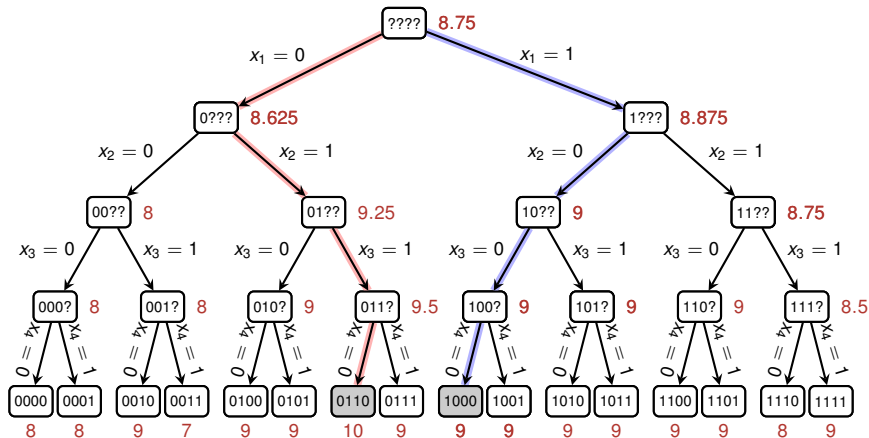 ???? 8.75
x₁ = 0 x₁ = 1
0??? 8.625 1??? 8.875
x₂ = 0 x₂ = 1 x₂ = 0 x₂ = 1
00?? 8 01?? 9.25 10?? 9 11?? 8.75
x₃ = 0 x₃ = 1 x₃ = 0 x₃ = 1 x₃ = 0 x₃ = 1 x₃ = 0 x₃ = 1
000? 8 001? 8 010? 9 011? 9.5 100? 9 101? 9 110? 9 111? 8.5
x₄ = 0 x₄ = 1 x₄ = 0 x₄ = 1 x₄ = 0 x₄ = 1 x₄ = 0 x₄ = 1 x₄ = 0 x₄ = 1 x₄ = 0 x₄ = 1 x₄ = 0 x₄ = 1 x₄ = 0 x₄ = 1
0000 0001 0010 0011 0100 0101 0110 0111 1000 1001 1010 1011 1100 1101 1110 1111
8 8 9 7 9 9 10 9 9 9 9 9 9 9 8 9